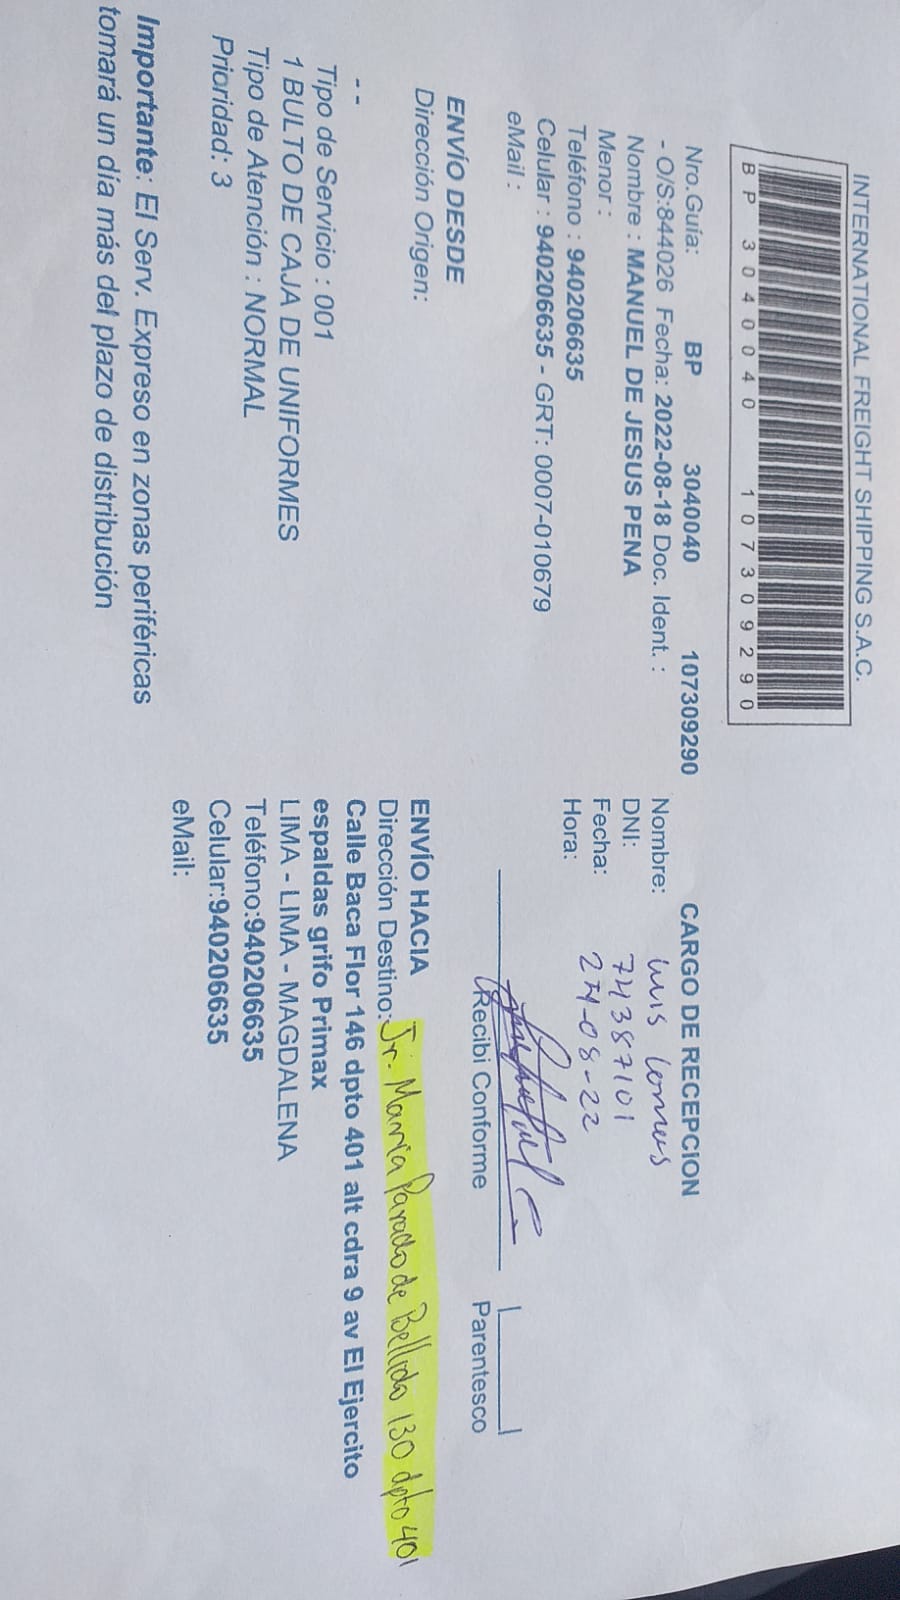 INTERNATIONAL FREIGHT SHIPPING S.A.C.
BP 3040040 107309290
Nro.Guía: BP 3040040 107309290
- O/S:844026 Fecha: 2022-08-18 Doc. Ident. :
Nombre : MANUEL DE JESUS PENA
Menor :
Teléfono : 940206635
Celular : 940206635 - GRT: 0007-010679
eMail :
ENVÍO DESDE
Dirección Origen:
- -
Tipo de Servicio : 001
1 BULTO DE CAJA DE UNIFORMES
Tipo de Atención : NORMAL
Prioridad: 3
Importante: El Serv. Expreso en zonas periféricas
tomará un día más del plazo de distribución
CARGO DE RECEPCION
Nombre: Luis
DNI: 74387101
Fecha: 24-08-22
Hora:
Recibi Conforme
Parentesco
ENVÍO HACIA
Dirección Destino: Jr. María Parado de Bellido 130 dpto 401
Calle Baca Flor 146 dpto 401 alt cdra 9 av El Ejercito
espaldas grifo Primax
LIMA - LIMA - MAGDALENA
Teléfono:940206635
Celular:940206635
eMail: